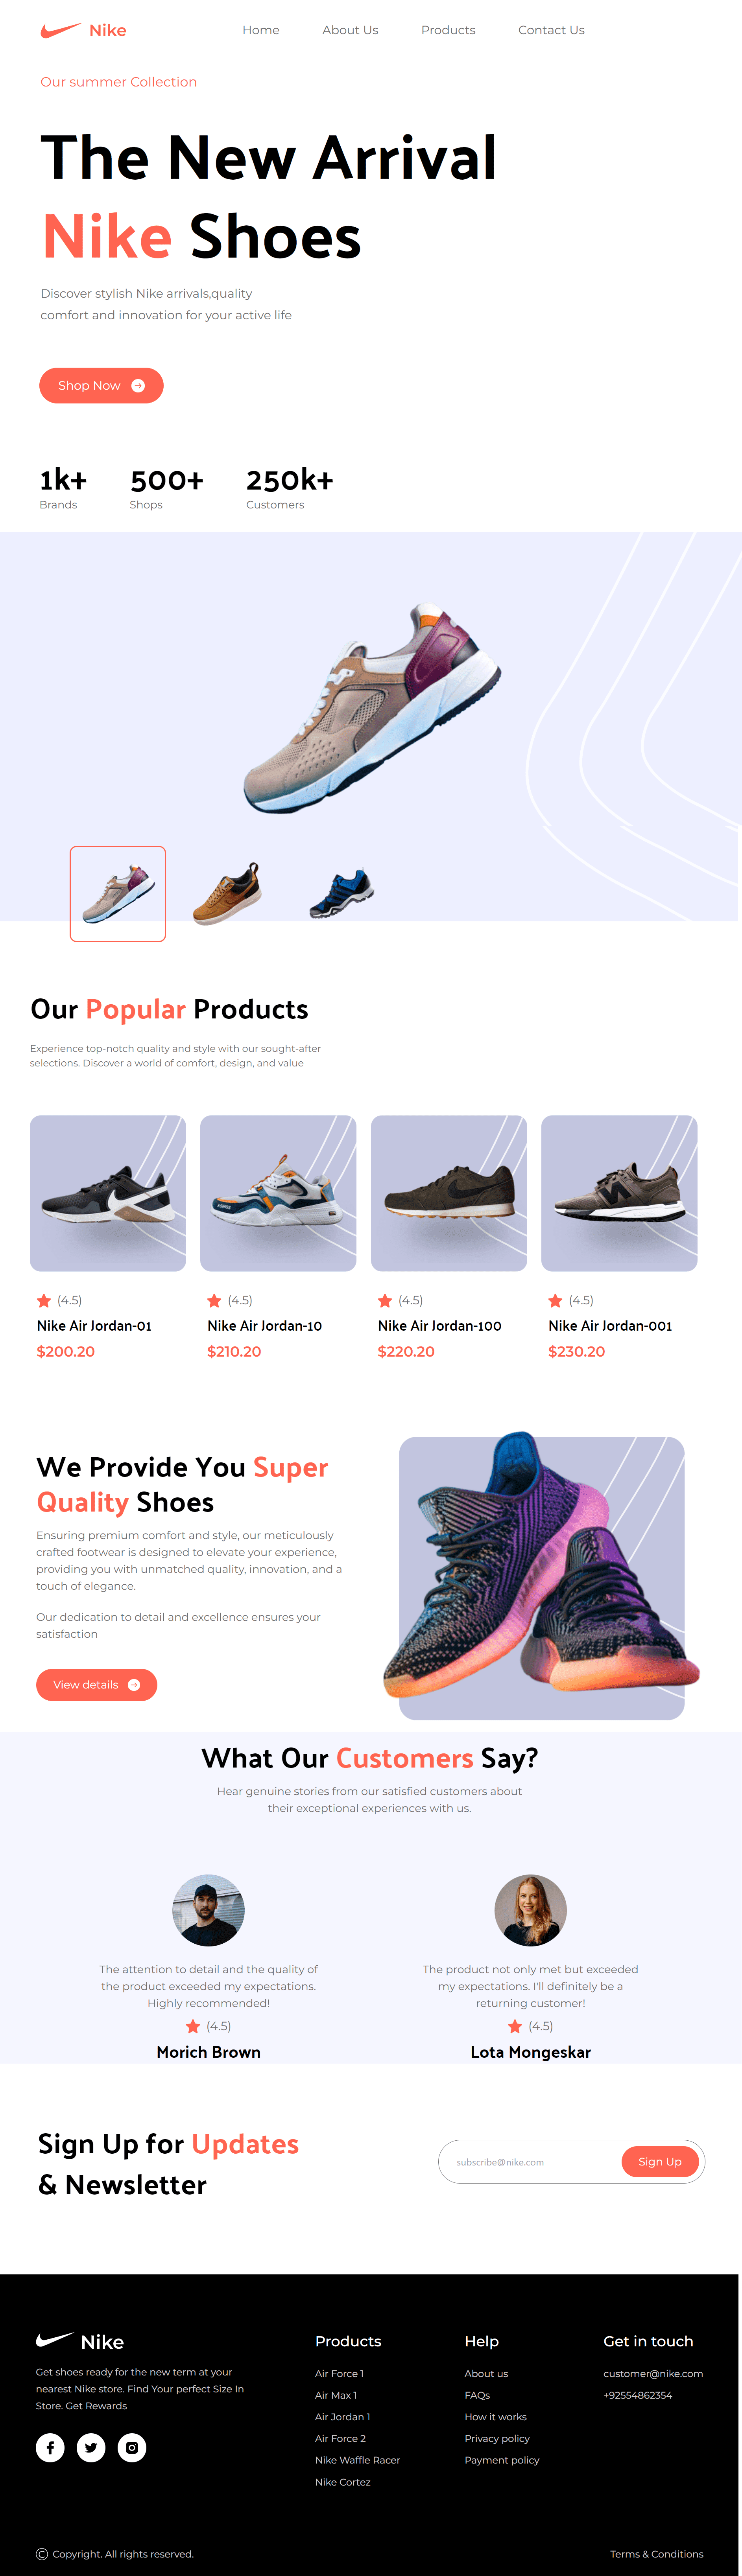 Nike
Home About Us Products Contact Us
Our summer Collection
The New Arrival
Nike Shoes
Discover stylish Nike arrivals,quality
comfort and innovation for your active life
Shop Now
1k+ 500+ 250k+
Brands Shops Customers
Our Popular Products
Experience top-notch quality and style with our sought-after
selections. Discover a world of comfort, design, and value
(4.5) (4.5) (4.5) (4.5)
Nike Air Jordan-01 Nike Air Jordan-10 Nike Air Jordan-100 Nike Air Jordan-001
$200.20 $210.20 $220.20 $230.20
We Provide You Super
Quality Shoes
Ensuring premium comfort and style, our meticulously
crafted footwear is designed to elevate your experience,
providing you with unmatched quality, innovation, and a
touch of elegance.
Our dedication to detail and excellence ensures your
satisfaction
View details
What Our Customers Say?
Hear genuine stories from our satisfied customers about
their exceptional experiences with us.
The attention to detail and the quality of
the product exceeded my expectations.
Highly recommended!
(4.5)
Morich Brown
The product not only met but exceeded
my expectations. I'll definitely be a
returning customer!
(4.5)
Lota Mongeskar
Sign Up for Updates
& Newsletter
subscribe@nike.com
Sign Up
Nike
Get shoes ready for the new term at your
nearest Nike store. Find Your perfect Size In
Store. Get Rewards
Products
Air Force 1
Air Max 1
Air Jordan 1
Air Force 2
Nike Waffle Racer
Nike Cortez
Help
About us
FAQs
How it works
Privacy policy
Payment policy
Get in touch
customer@nike.com
+92554862354
© Copyright. All rights reserved.
Terms & Conditions